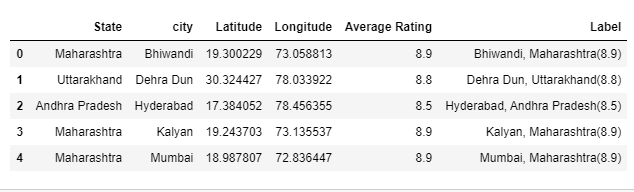 State city Latitude Longitude Average Rating Label
0 Maharashtra Bhiwandi 19.300229 73.058813 8.9 Bhiwandi, Maharashtra(8.9)
1 Uttarakhand Dehra Dun 30.324427 78.033922 8.8 Dehra Dun, Uttarakhand(8.8)
2 Andhra Pradesh Hyderabad 17.384052 78.456355 8.5 Hyderabad, Andhra Pradesh(8.5)
3 Maharashtra Kalyan 19.243703 73.135537 8.9 Kalyan, Maharashtra(8.9)
4 Maharashtra Mumbai 18.987807 72.836447 8.9 Mumbai, Maharashtra(8.9)